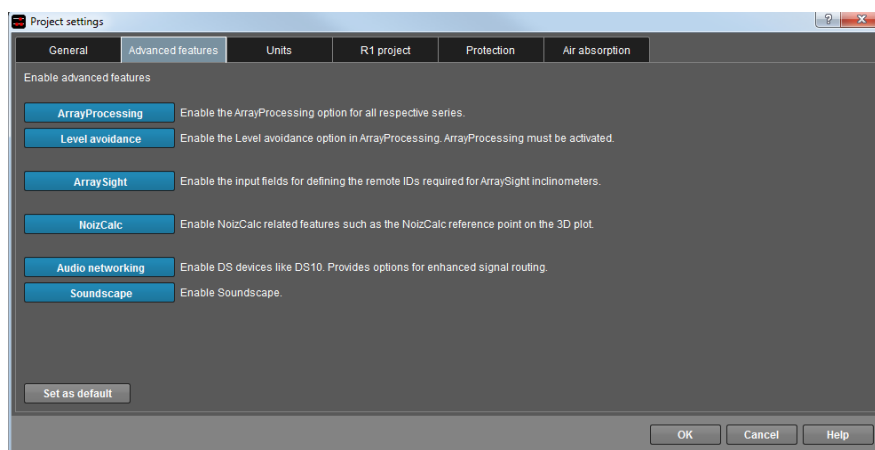 Project settings
General Advanced features Units R1 project Protection Air absorption
Enable advanced features
ArrayProcessing Enable the ArrayProcessing option for all respective series.
Level avoidance Enable the Level avoidance option in ArrayProcessing. ArrayProcessing must be activated.
ArraySight Enable the input fields for defining the remote IDs required for ArraySight inclinometers.
NoizCalc Enable NoizCalc related features such as the NoizCalc reference point on the 3D plot.
Audio networking Enable DS devices like DS10. Provides options for enhanced signal routing.
Soundscape Enable Soundscape.
Set as default
OK Cancel Help